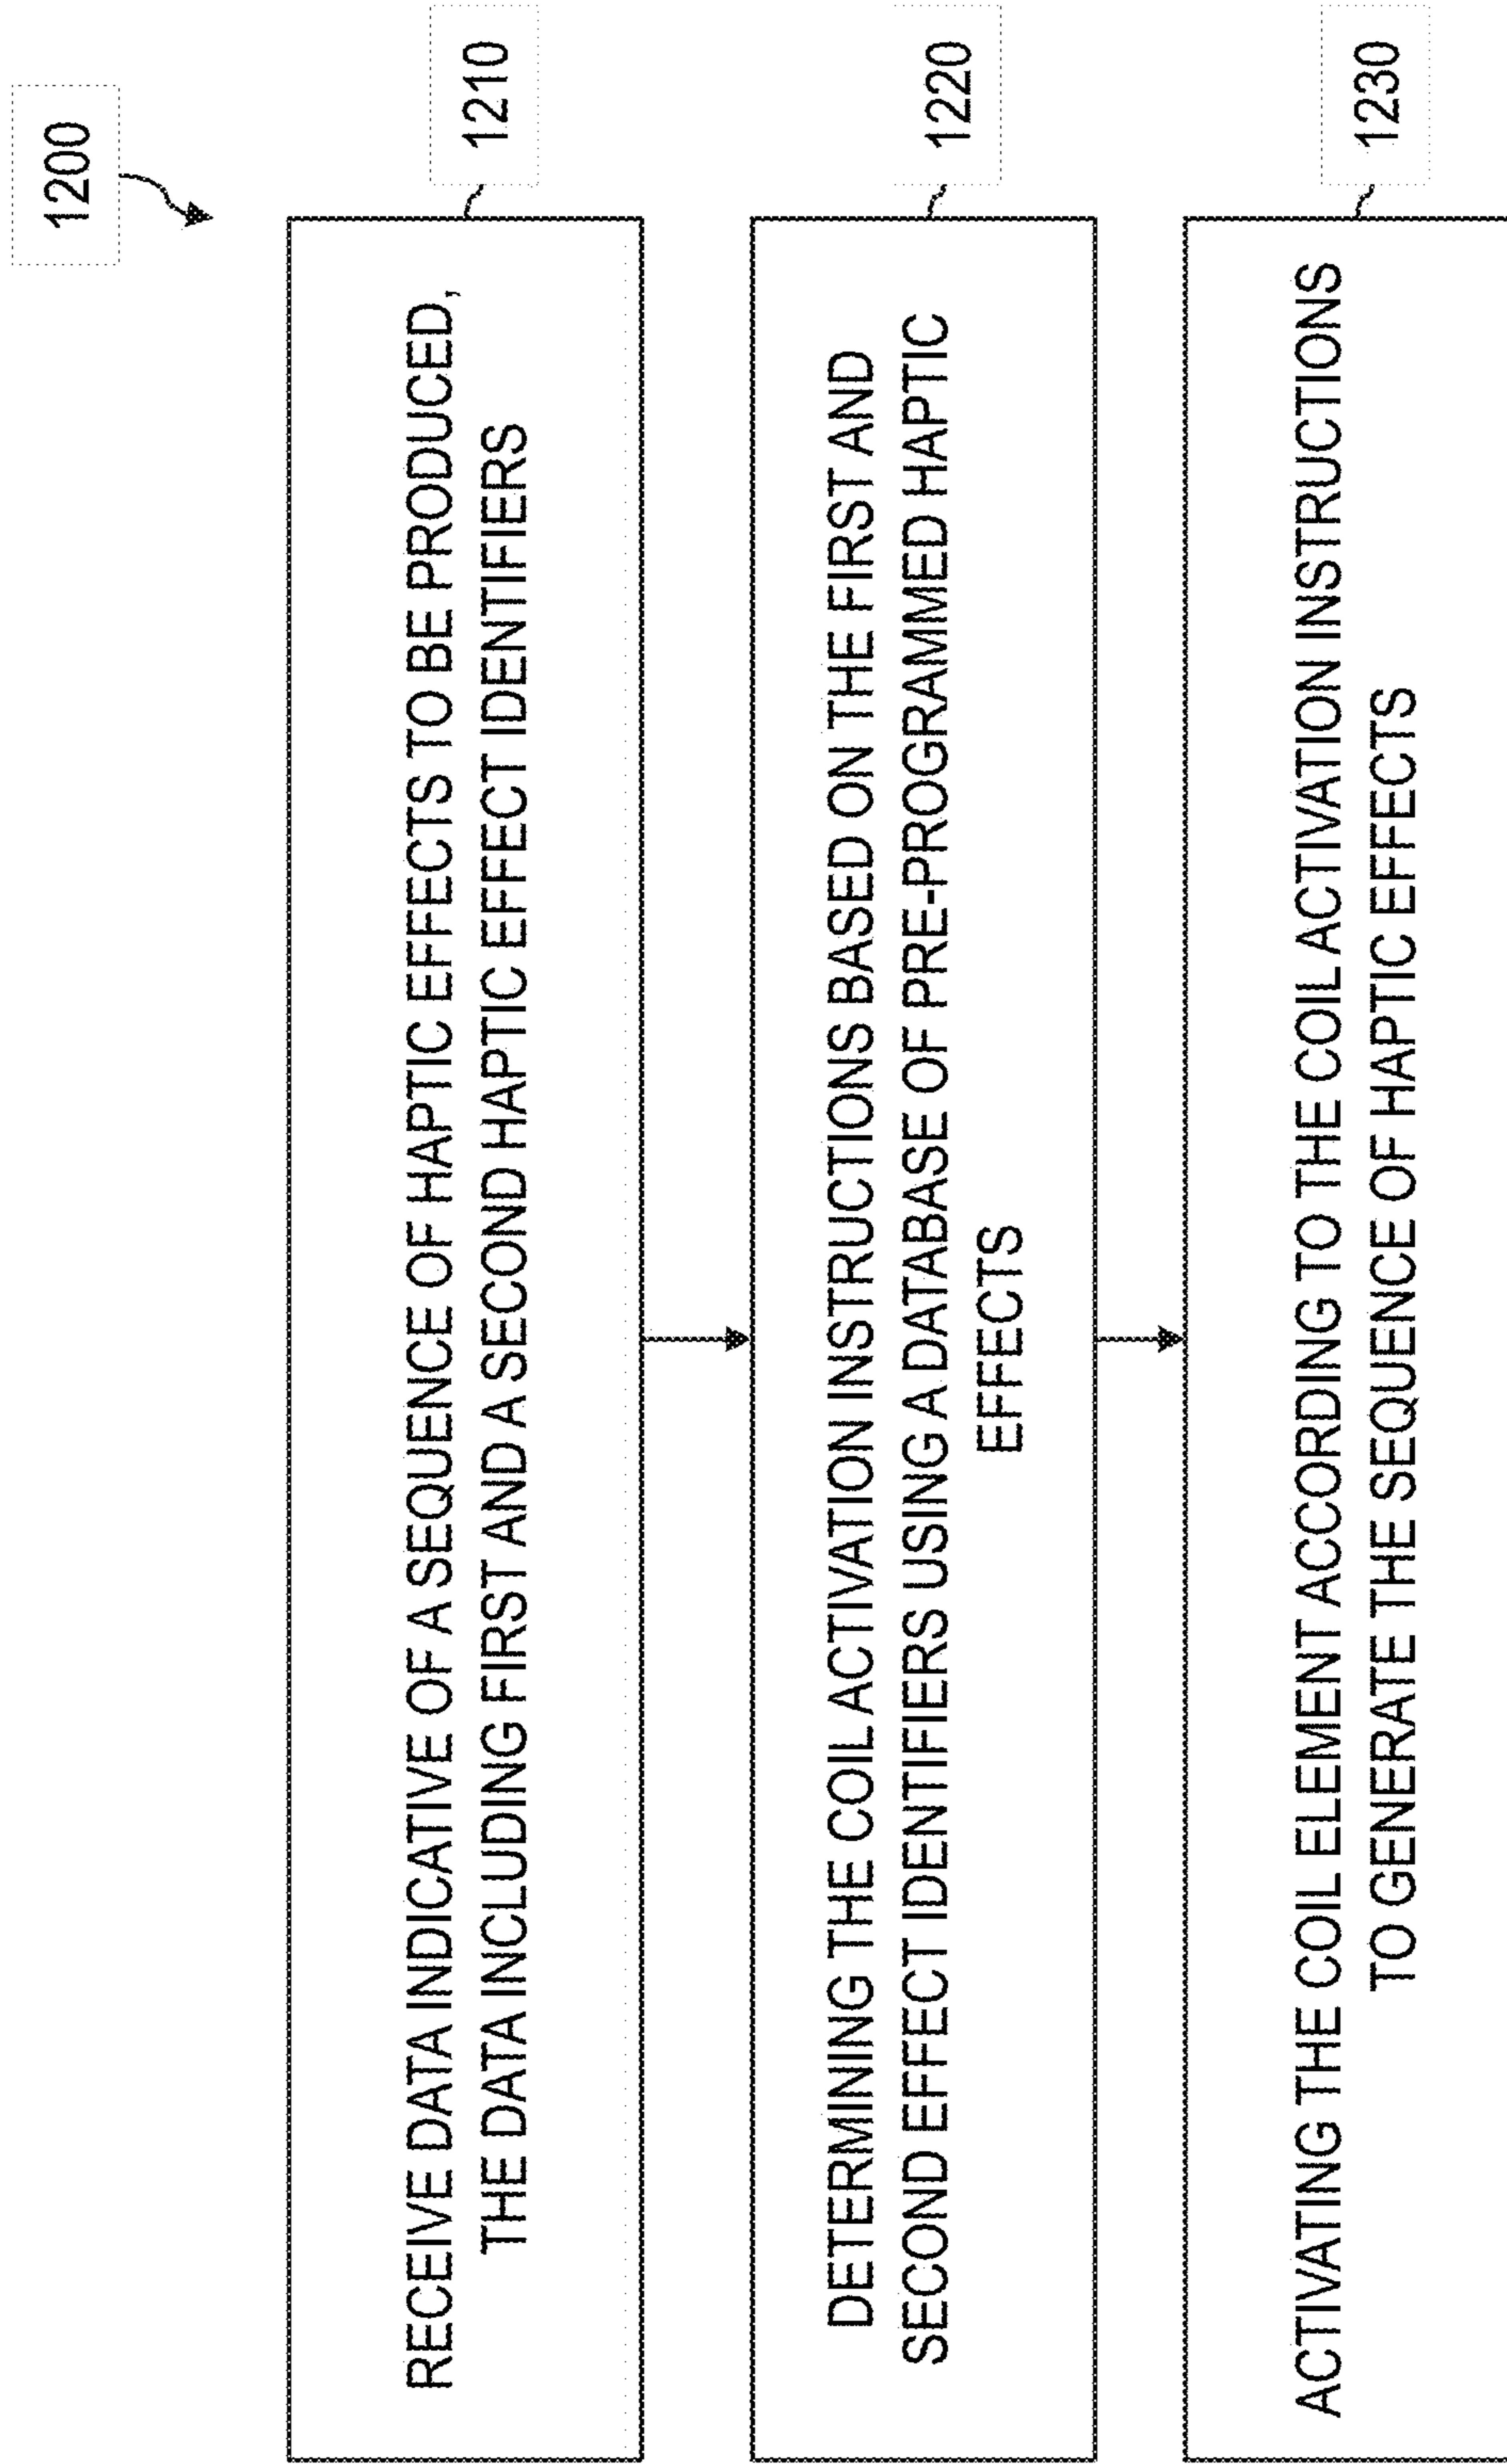 1200
RECEIVE DATA INDICATIVE OF A SEQUENCE OF HAPTIC EFFECTS TO BE PRODUCED,
THE DATA INCLUDING FIRST AND A SECOND HAPTIC EFFECT IDENTIFIERS
1210
DETERMINING THE COIL ACTIVATION INSTRUCTIONS BASED ON THE FIRST AND
SECOND EFFECT IDENTIFIERS USING A DATABASE OF PRE-PROGRAMMED HAPTIC
EFFECTS
1220
ACTIVATING THE COIL ELEMENT ACCORDING TO THE COIL ACTIVATION INSTRUCTIONS
TO GENERATE THE SEQUENCE OF HAPTIC EFFECTS
1230